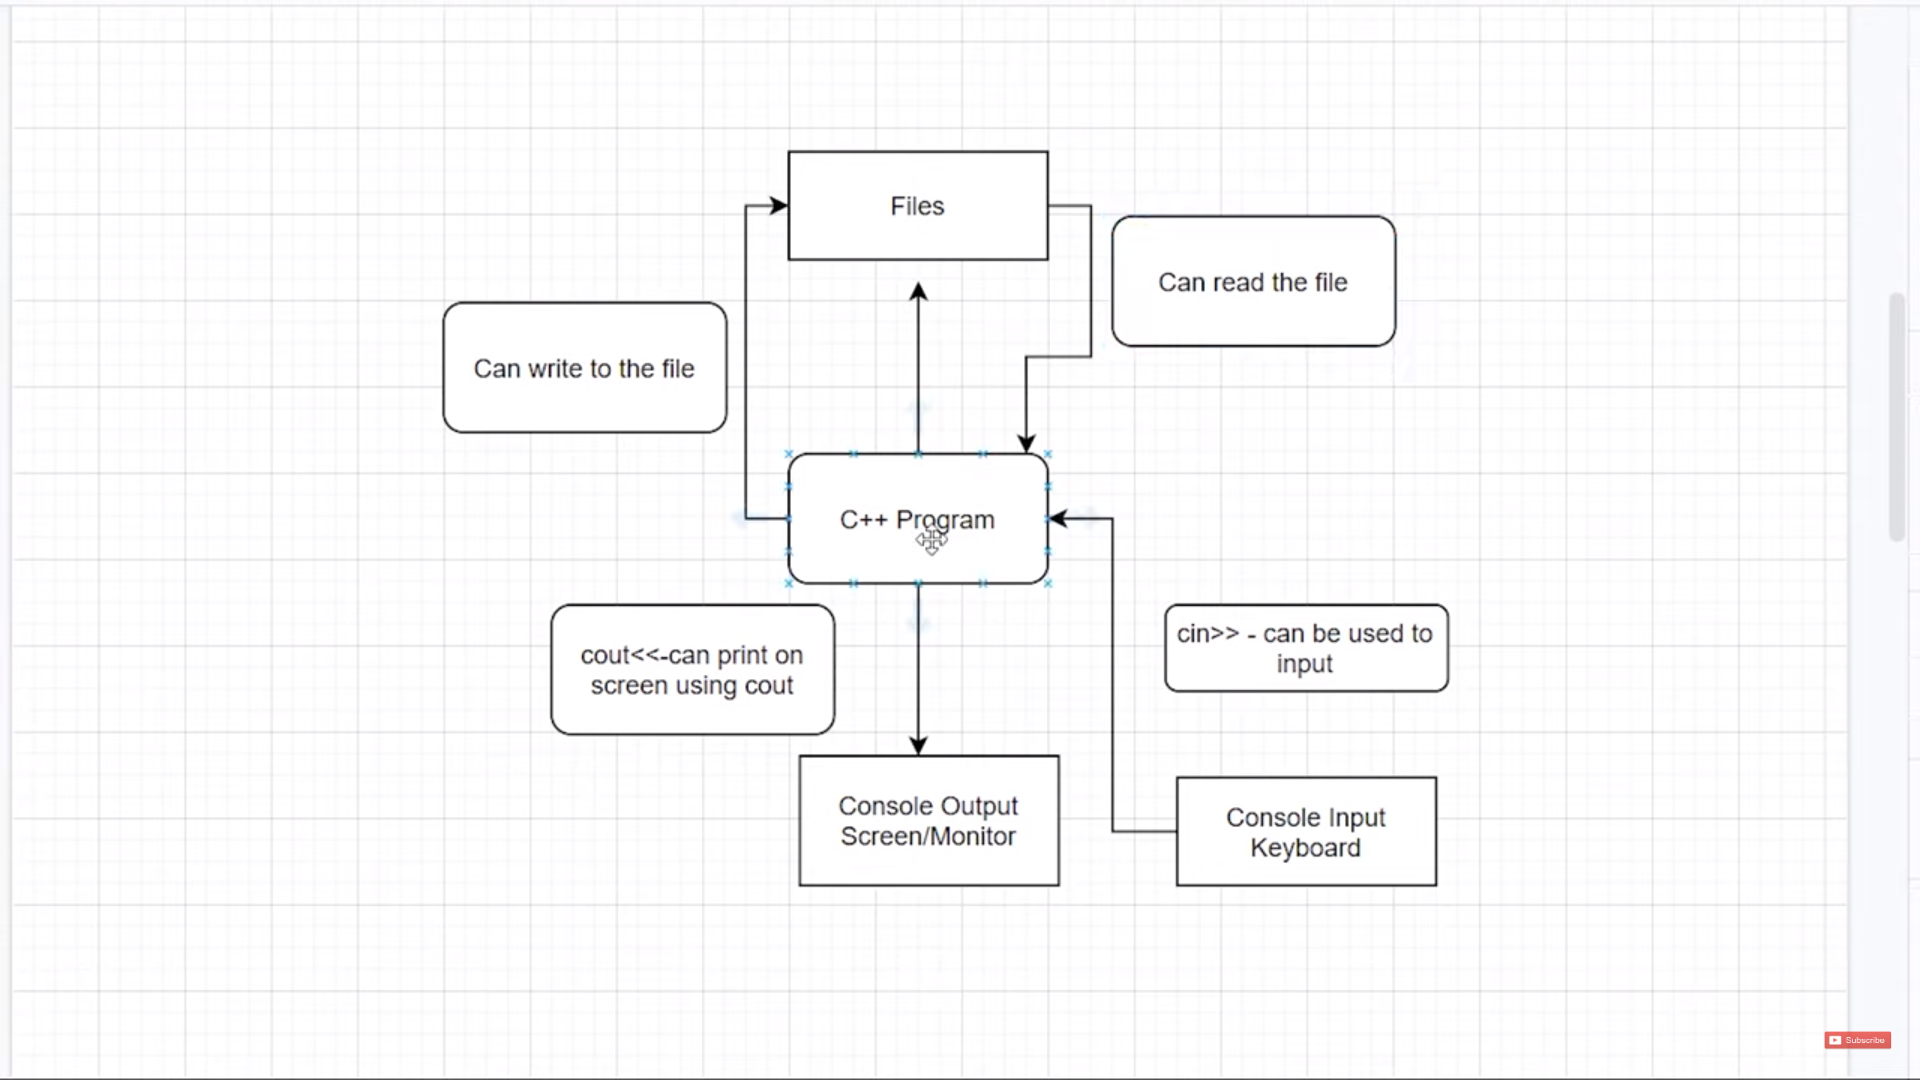 Files
Can read the file
Can write to the file
C++ Program
cout<<-can print on
screen using cout
cin>> - can be used to
input
Console Output
Screen/Monitor
Console Input
Keyboard
Subscribe